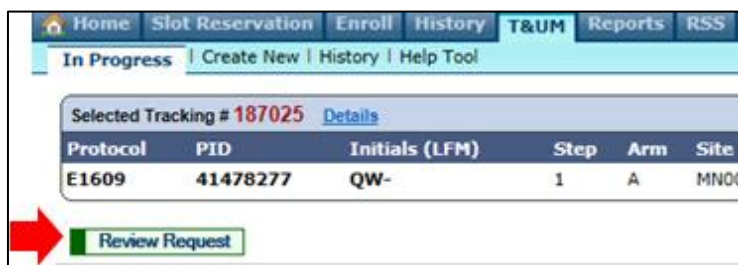 Home Slot Reservation Enroll History T&UM Reports RSS
In Progress | Create New | History | Help Tool
Selected Tracking # 187025 Details
Protocol PID Initials (LFM) Step Arm Site
E1609 41478277 QW- 1 A MN00
Review Request